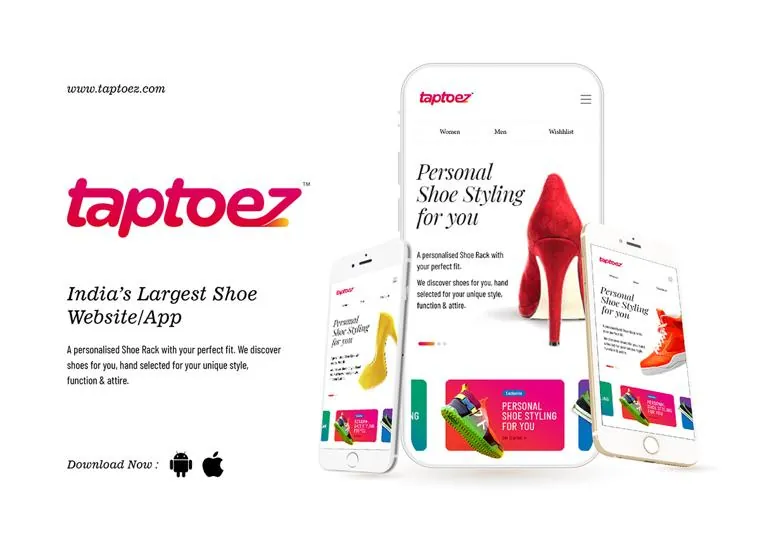 www.taptoez.com
taptoez™
India's Largest Shoe
Website/App
A personalised Shoe Rack with your perfect fit. We discover
shoes for you, hand selected for your unique style,
function & attire.
Download Now :
taptoez
Women Men Wishhlist
Personal
Shoe Styling
for you
A personalised Shoe Rack with
your perfect fit.
We discover shoes for you, hand
selected for your unique style,
function & attire.
PERSONAL
SHOE STYLING
FOR YOU
taptoez
Personal
Shoe Styling
for you
taptoez
Personal
Shoe Styling
for you